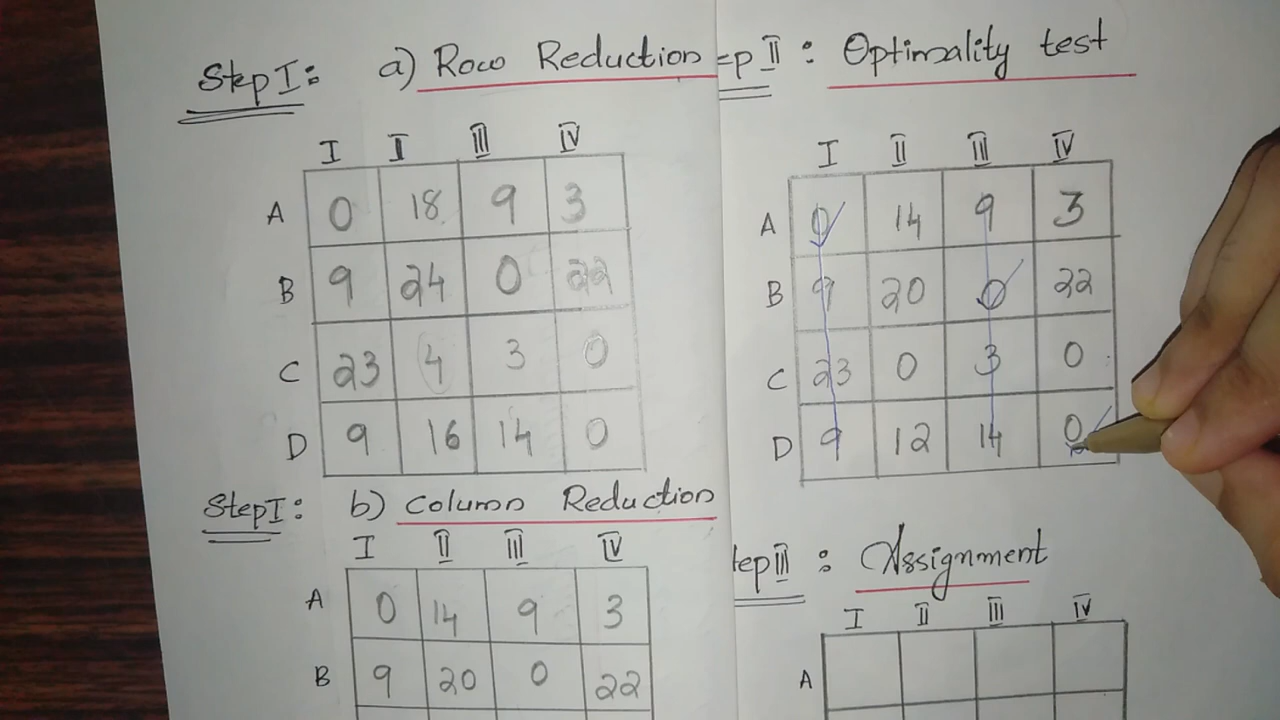 Step I: a) Row Reduction
I I III IV
A 0 18 9 3
B 9 24 0 22
C 23 4 3 0
D 9 16 14 0
Step I: b) Column Reduction
I II III IV
A 0 14 9 3
B 9 20 0 22
ep II : Optimality test
I II III IV
A 0 14 9 3
B 9 20 0 22
C 23 0 3 0
D 9 12 14 0
tep III : Assignment
I II III IV
A